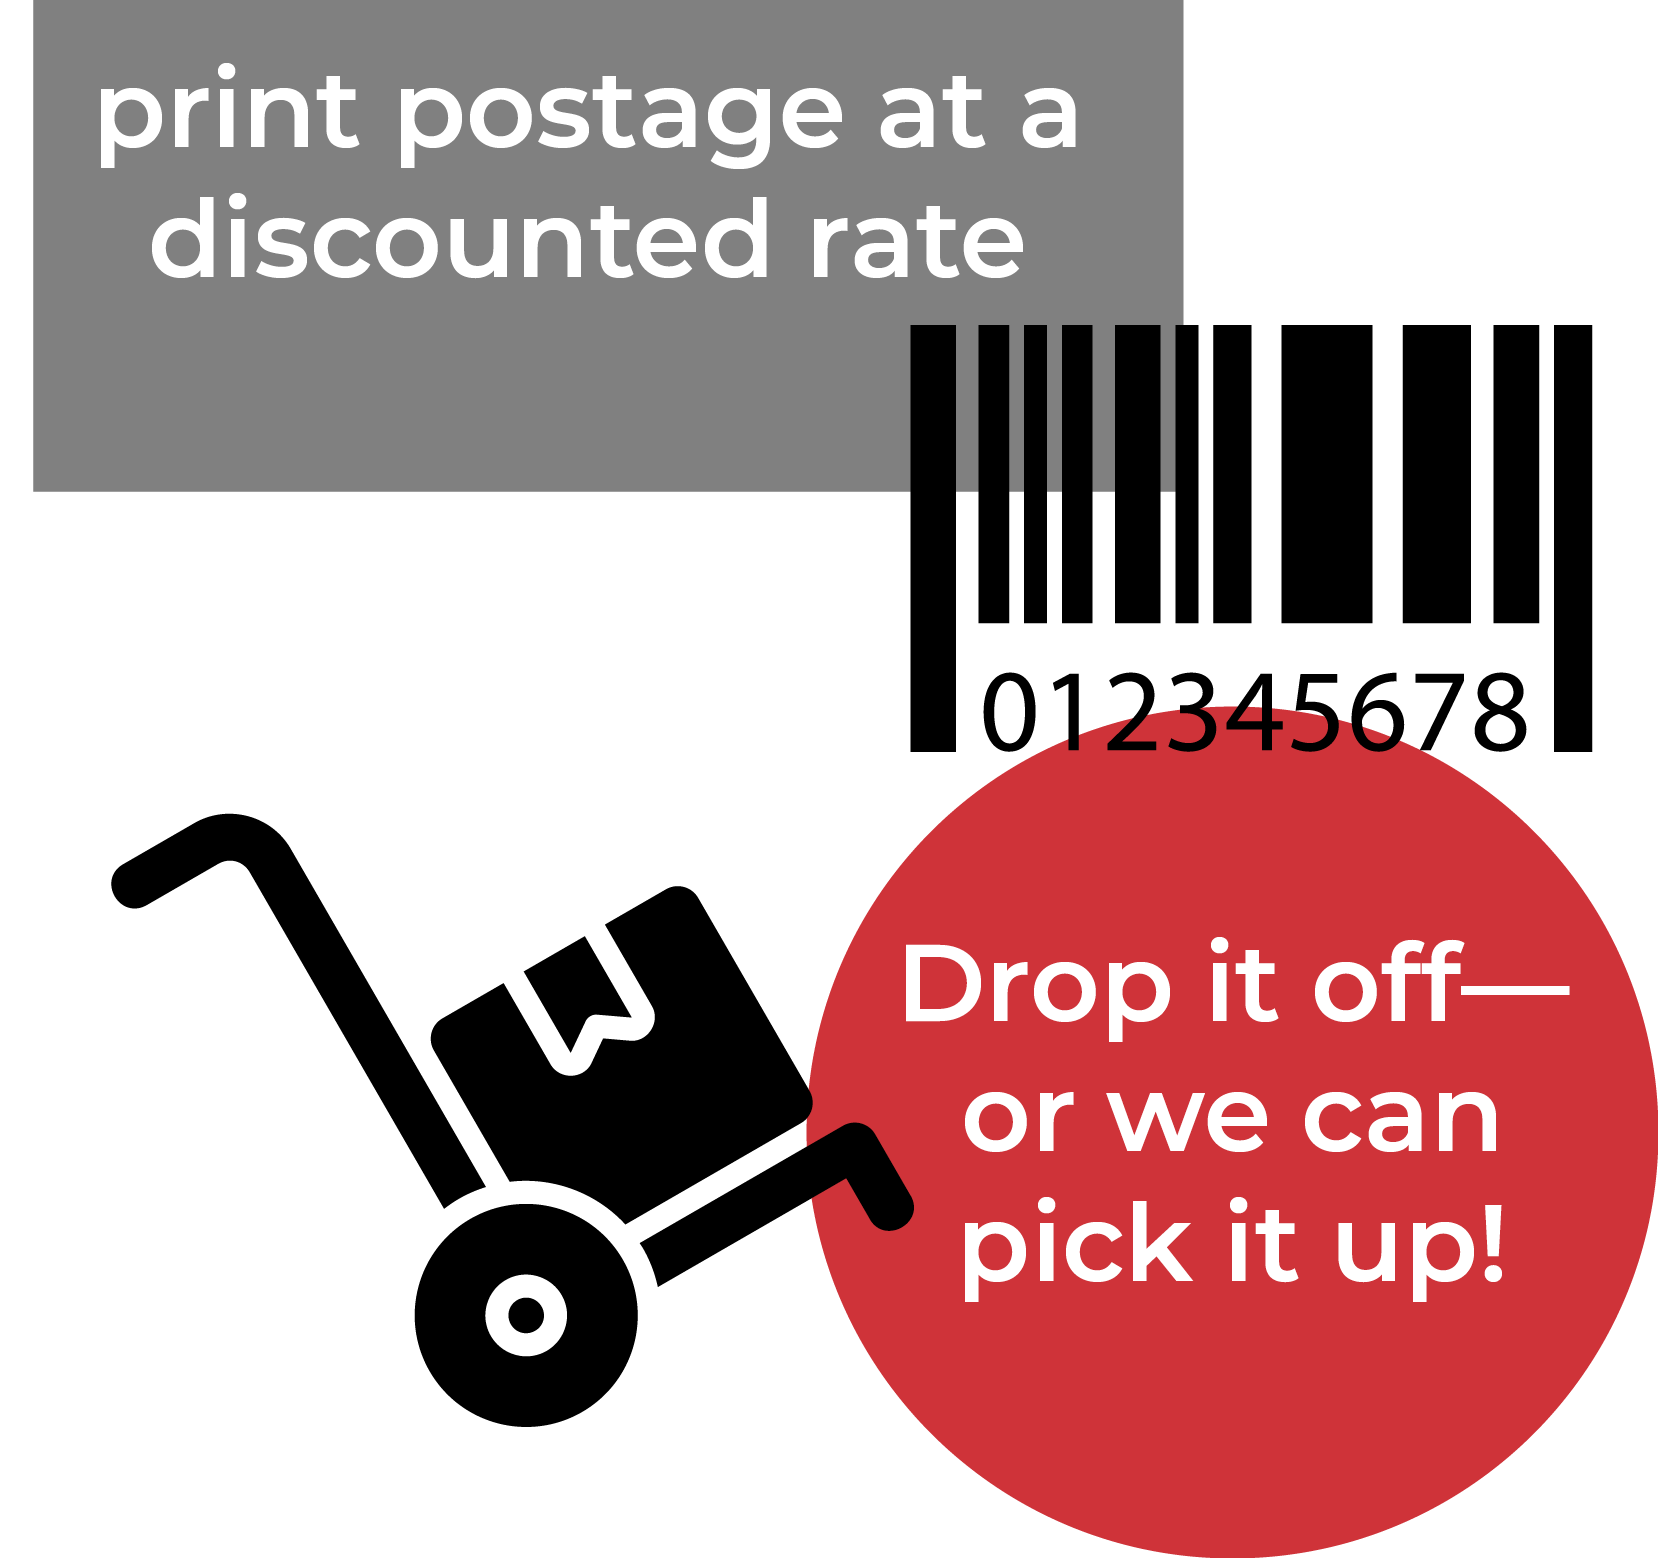 print postage at a
discounted rate
012345678
Drop it off—
or we can
pick it up!